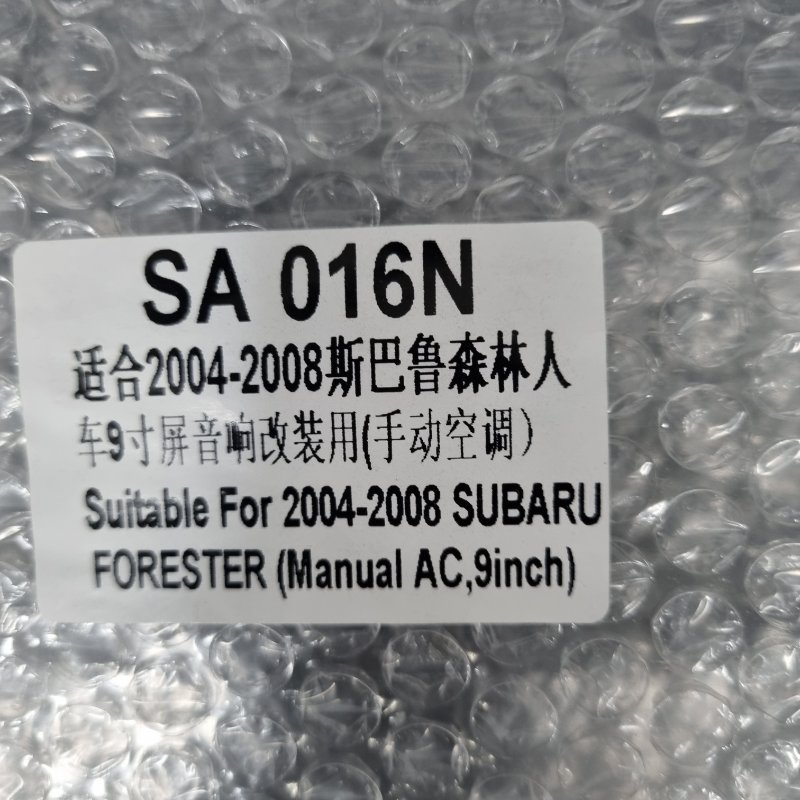 SA 016N
适合2004-2008斯巴鲁森林人
车9寸屏音响改装用(手动空调）
Suitable For 2004-2008 SUBARU
FORESTER (Manual AC,9inch)